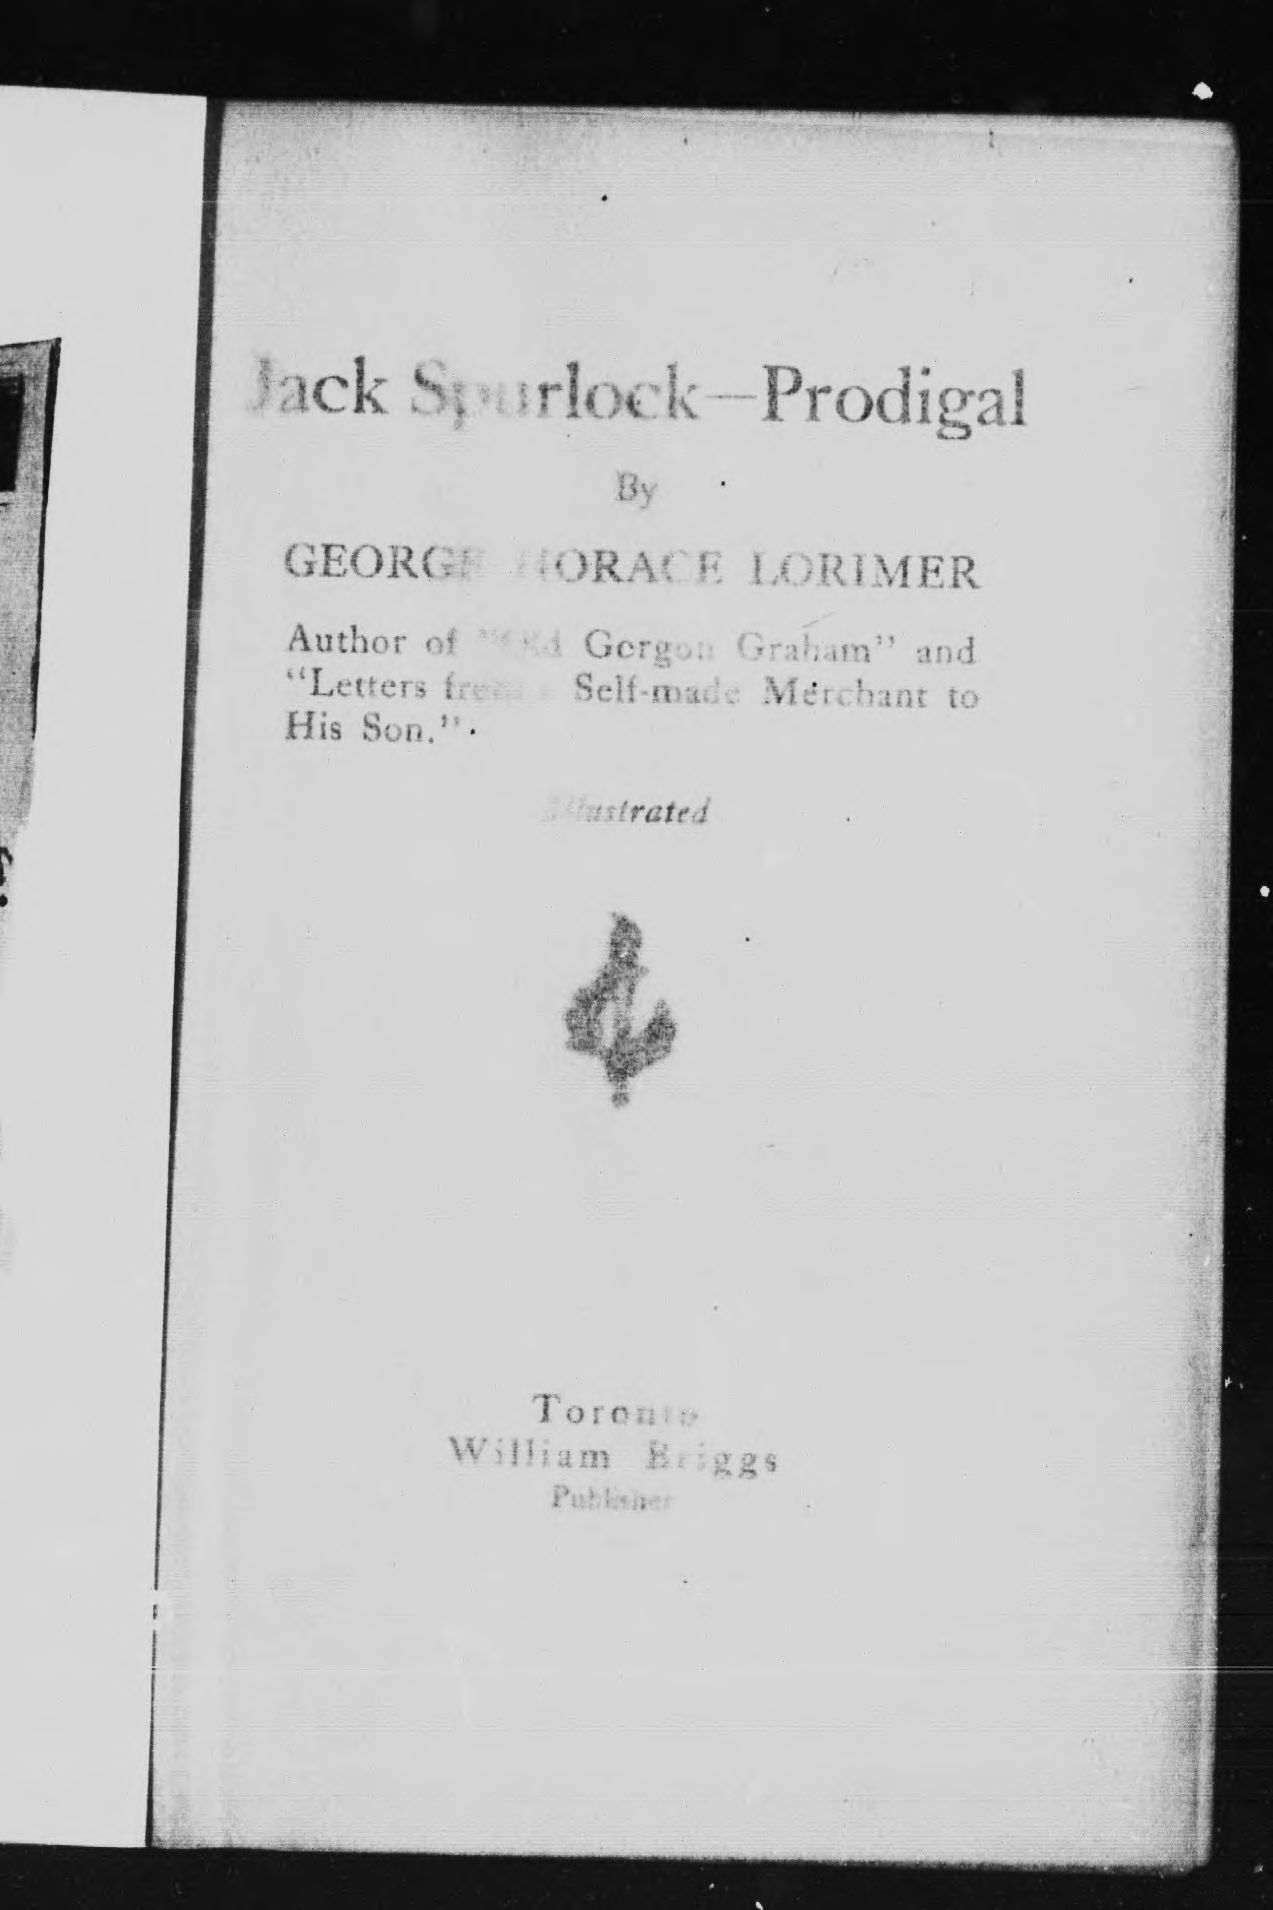 Jack Spurlock—Prodigal
By
GEORGE HORACE LORIMER
Author of "Old Gorgon Graham" and
"Letters from a Self-made Merchant to
His Son."
Illustrated
Toronto
William Briggs
Publisher